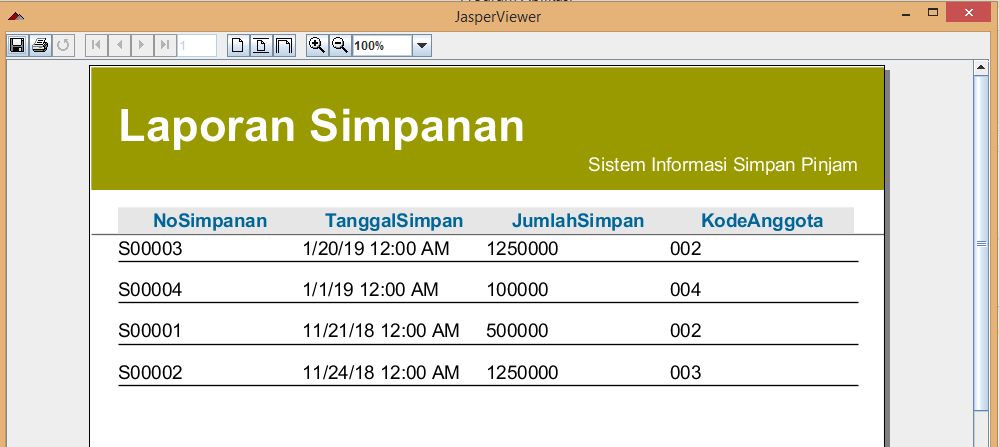 JasperViewer
1
100%
Laporan Simpanan
Sistem Informasi Simpan Pinjam
NoSimpanan TanggalSimpan JumlahSimpan KodeAnggota
S00003 1/20/19 12:00 AM 1250000 002
S00004 1/1/19 12:00 AM 100000 004
S00001 11/21/18 12:00 AM 500000 002
S00002 11/24/18 12:00 AM 1250000 003